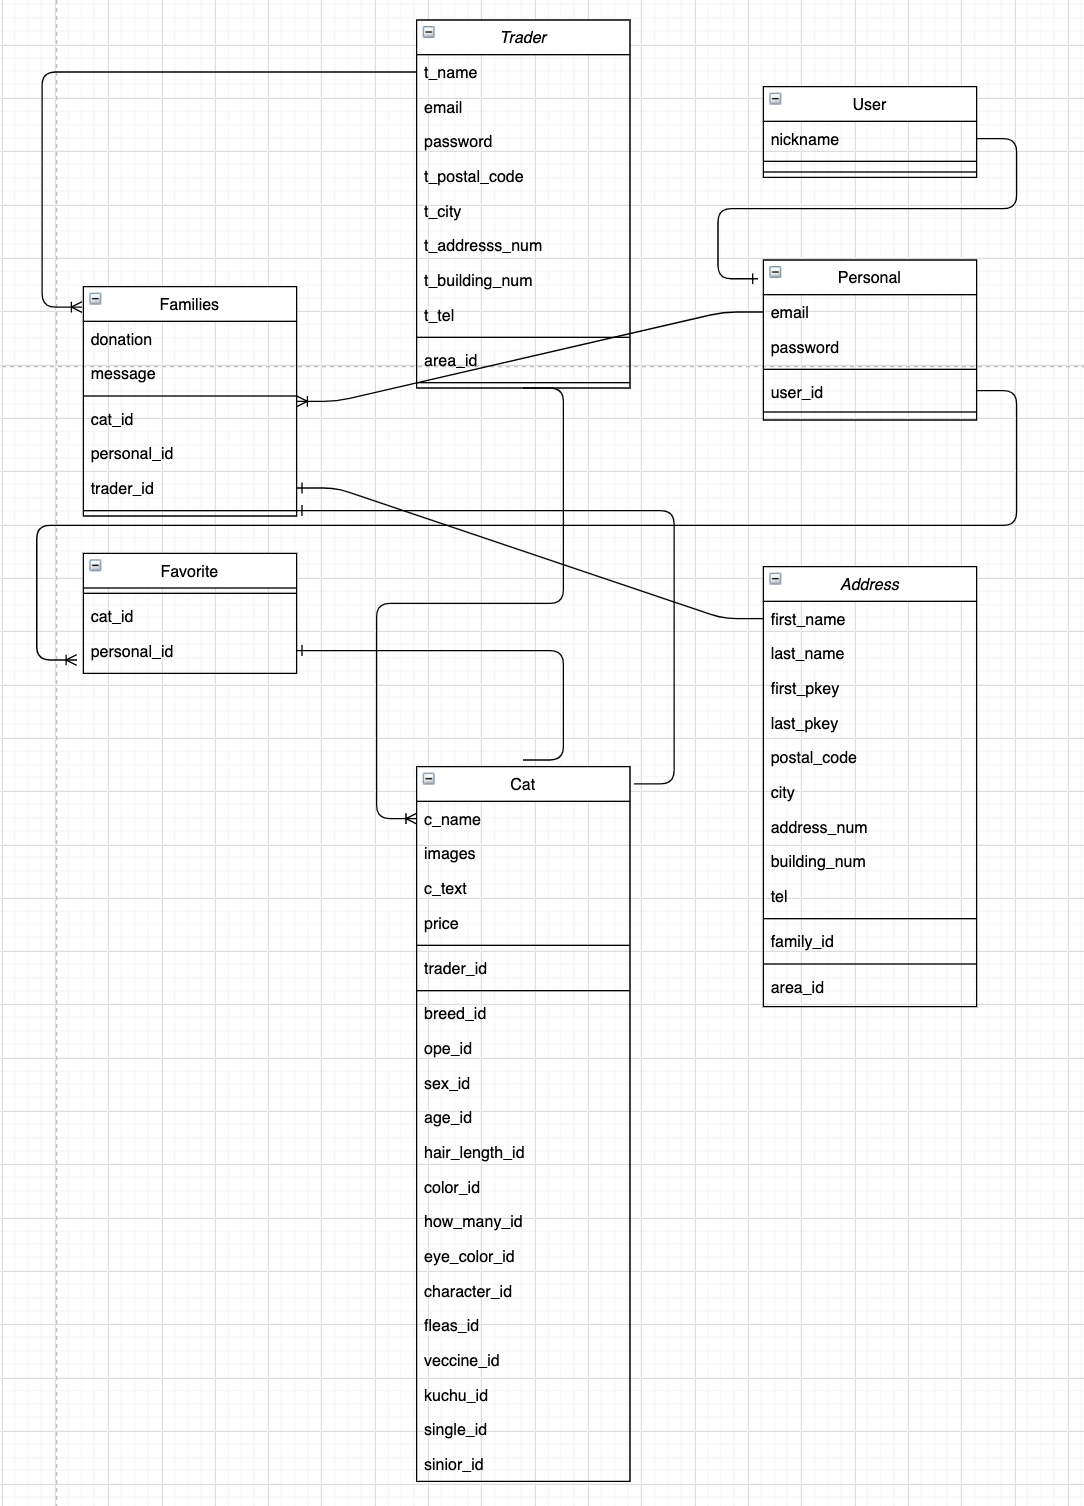 Trader
t_name
email
password
t_postal_code
t_city
t_addresss_num
t_building_num
t_tel
area_id
User
nickname
Personal
email
password
user_id
Families
donation
message
cat_id
personal_id
trader_id
Favorite
cat_id
personal_id
Address
first_name
last_name
first_pkey
last_pkey
postal_code
city
address_num
building_num
tel
family_id
area_id
Cat
c_name
images
c_text
price
trader_id
breed_id
ope_id
sex_id
age_id
hair_length_id
color_id
how_many_id
eye_color_id
character_id
fleas_id
veccine_id
kuchu_id
single_id
sinior_id